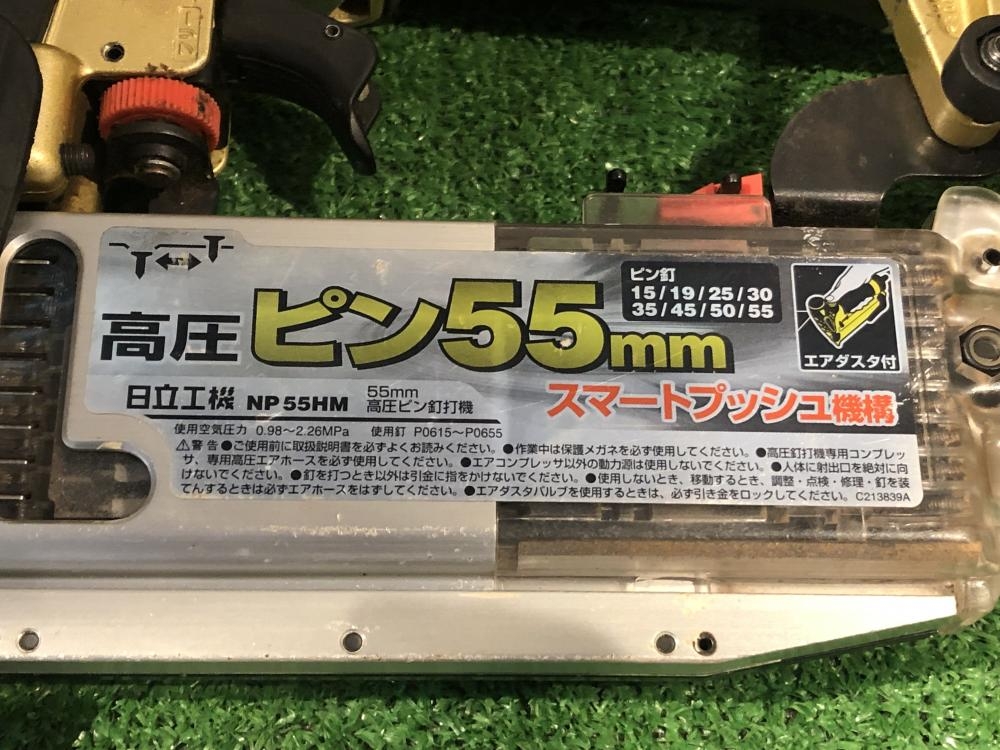 高圧 ピン55mm
ピン釘
15/19/25/30
35/45/50/55
エアダスタ付
日立工機 NP55HM
55mm
高圧ピン釘打機
スマートプッシュ機構
使用空気圧力 0.98〜2.26MPa 使用釘 P0615〜P0655
⚠警告 ●ご使用前に取扱説明書を必ずよくお読みください。●作業中は保護メガネを必ず使用してください。●高圧釘打機専用コンプレッ
サ、専用高圧エアホースを必ず使用してください。●エアコンプレッサ以外の動力源は使用しないでください。●人体に射出口を絶対に向
けないでください。●釘を打つとき以外は引金に指をかけないでください。●使用しないとき、移動するとき、調整・点検・修理・釘を装
てんするときは必ずエアホースをはずしてください。●エアダスタバルブを使用するときは、必ず引き金をロックしてください。C213839A